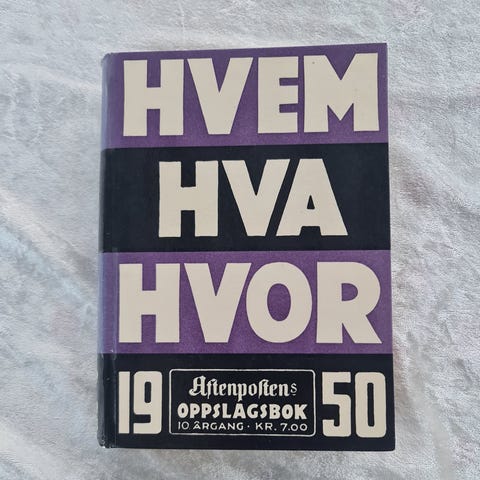 HVEM
HVA
HVOR
19 Aftenpostens 50
OPPSLAGSBOK
10 ÅRGANG · KR. 7.00